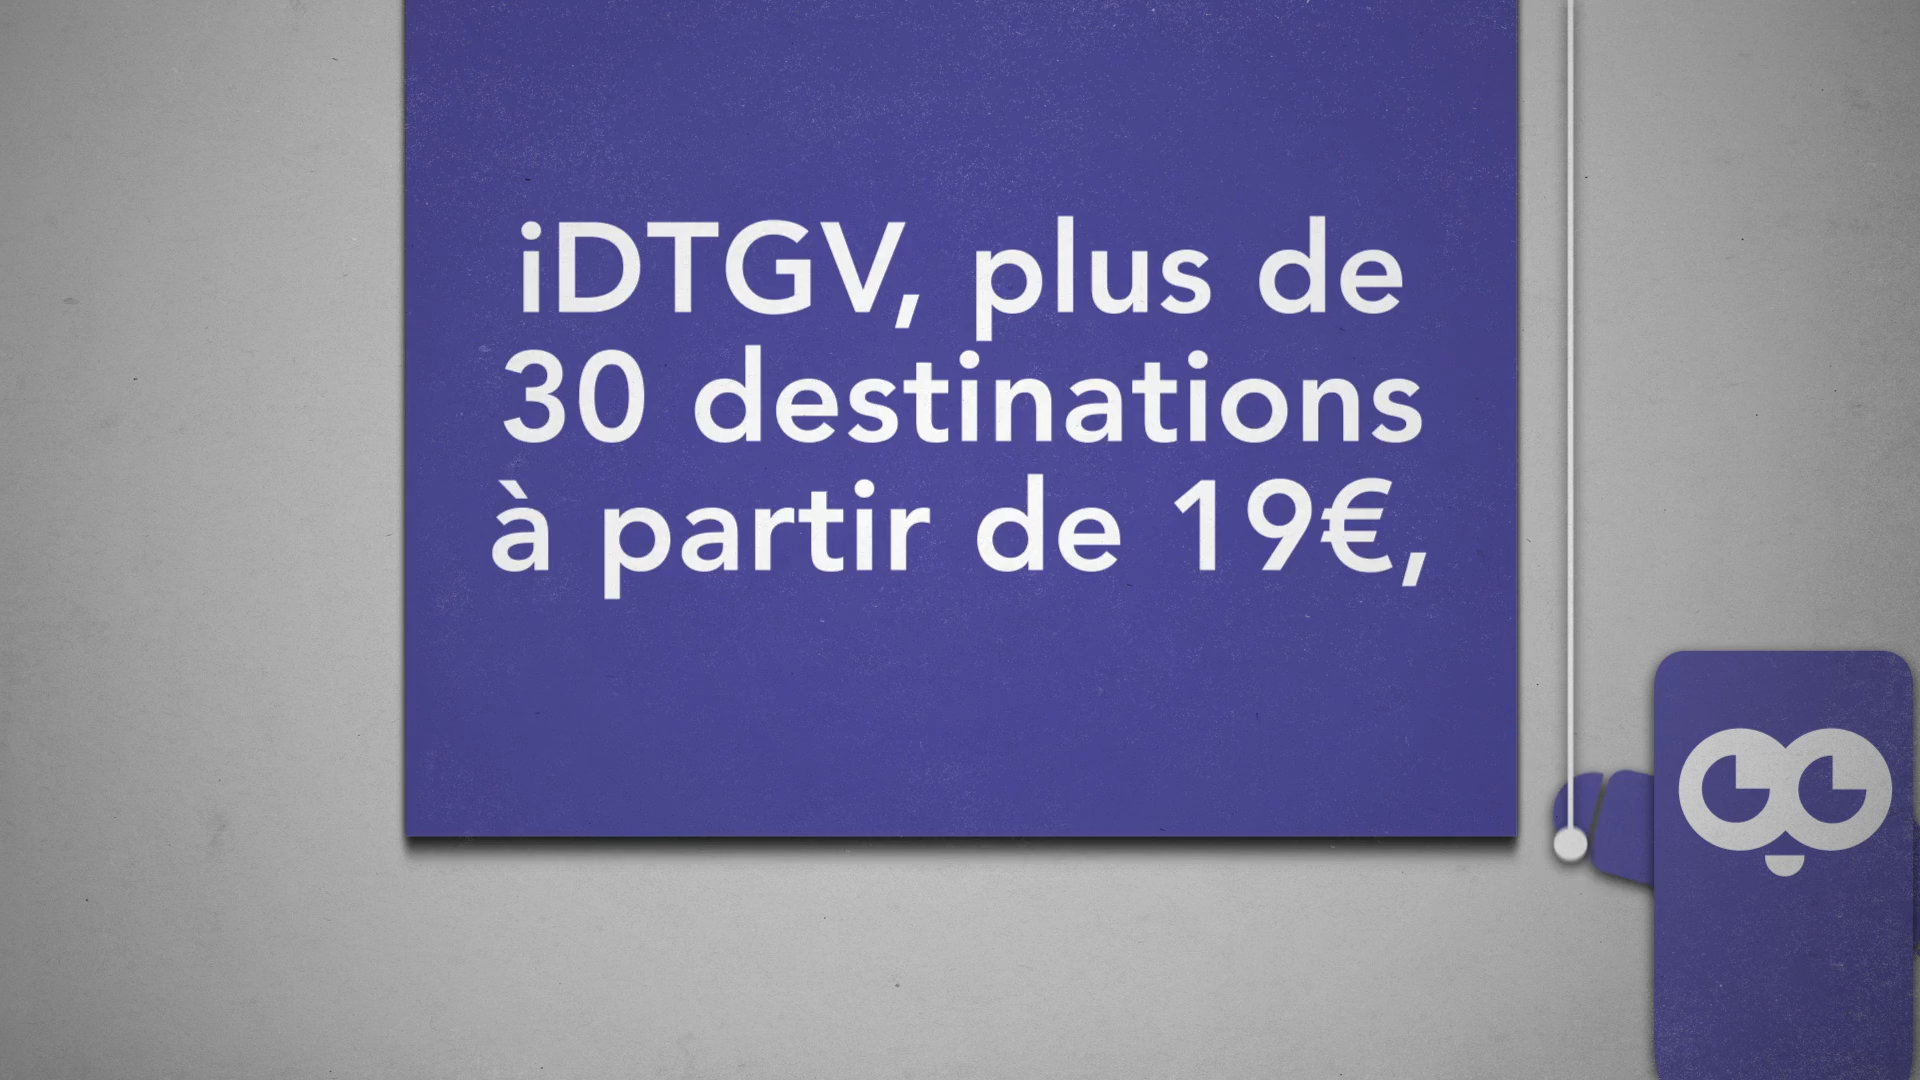 iDTGV, plus de
30 destinations
à partir de 19€,